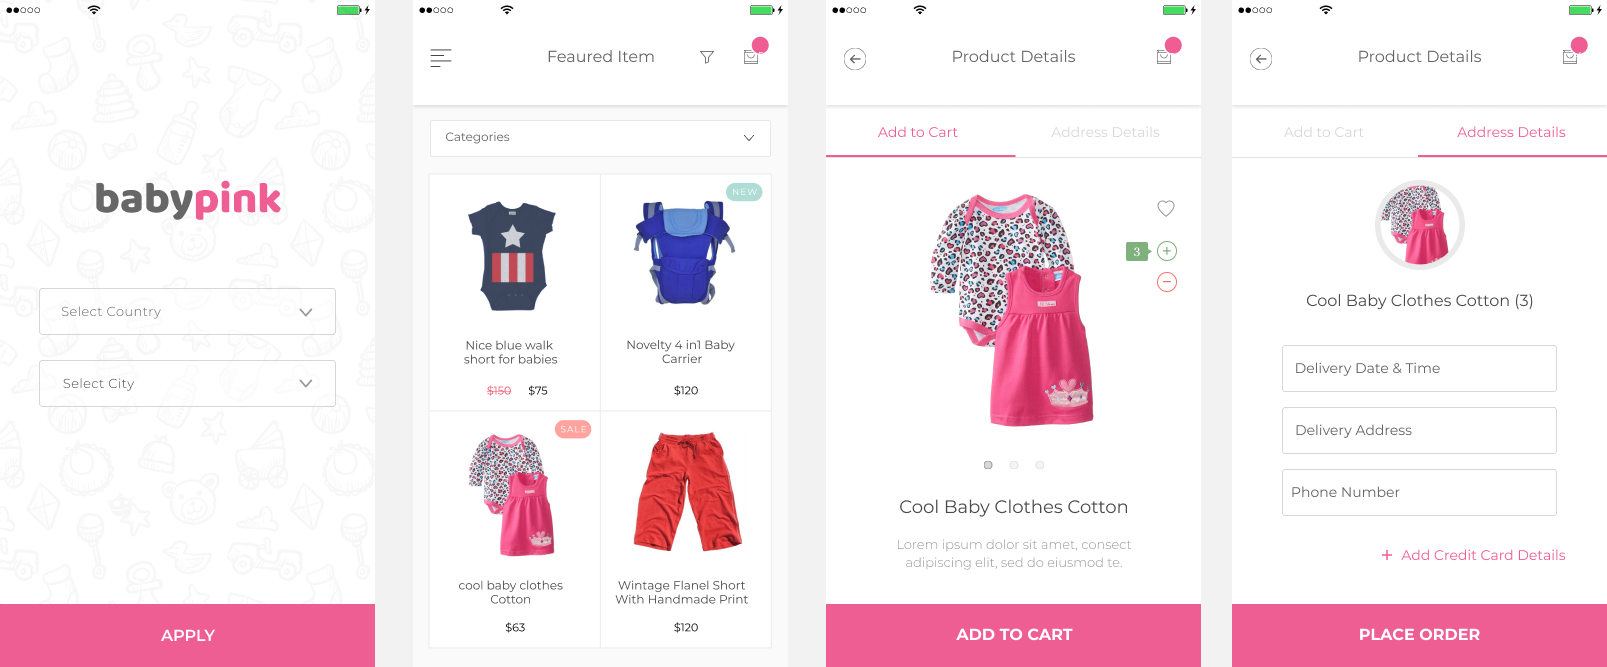 babypink
Select Country
Select City
APPLY
Feaured Item
Categories
NEW
Nice blue walk
short for babies
$150 $75
Novelty 4 in1 Baby
Carrier
$120
SALE
cool baby clothes
Cotton
$63
Wintage Flanel Short
With Handmade Print
$120
Product Details
Add to Cart
Address Details
3
Cool Baby Clothes Cotton
Lorem ipsum dolor sit amet, consect
adipiscing elit, sed do eiusmod te.
ADD TO CART
Product Details
Add to Cart
Address Details
Cool Baby Clothes Cotton (3)
Delivery Date & Time
Delivery Address
Phone Number
+ Add Credit Card Details
PLACE ORDER